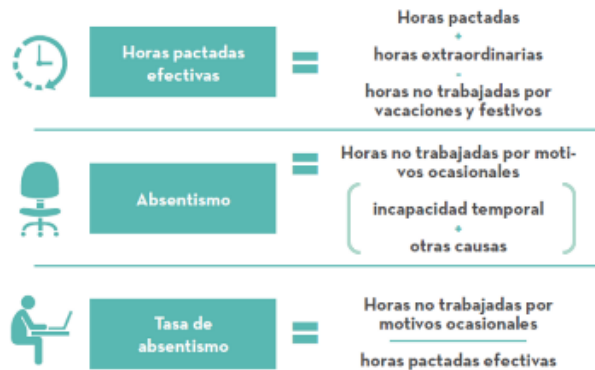 Horas pactadas
efectivas
=
Horas pactadas
+
horas extraordinarias
-
horas no trabajadas por
vacaciones y festivos
Absentismo
=
Horas no trabajadas por moti-
vos ocasionales
incapacidad temporal
+
otras causas
Tasa de
absentismo
=
Horas no trabajadas por
motivos ocasionales
horas pactadas efectivas